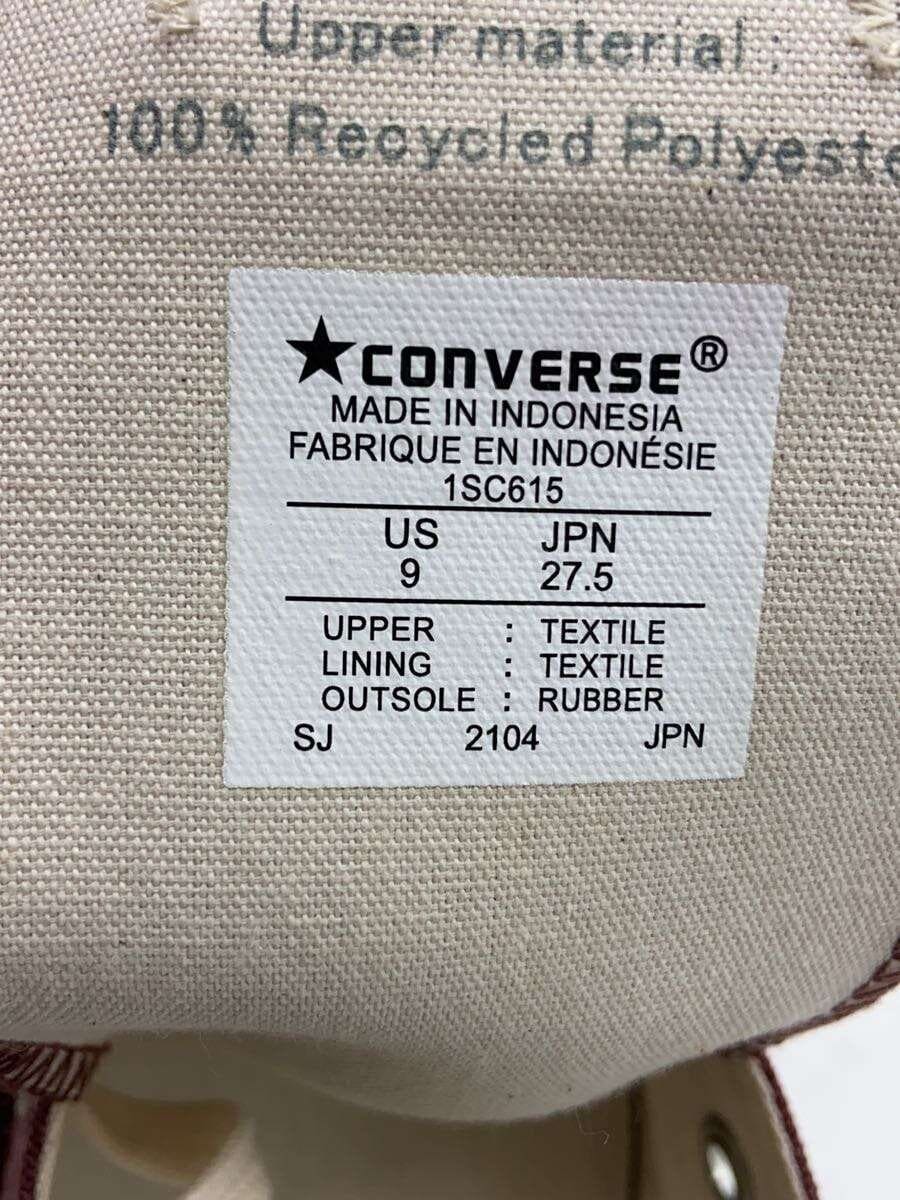 Upper material :
100% Recycled Polyeste
★CONVERSE®
MADE IN INDONESIA
FABRIQUE EN INDONÉSIE
1SC615
US JPN
9 27.5
UPPER : TEXTILE
LINING : TEXTILE
OUTSOLE : RUBBER
SJ 2104 JPN